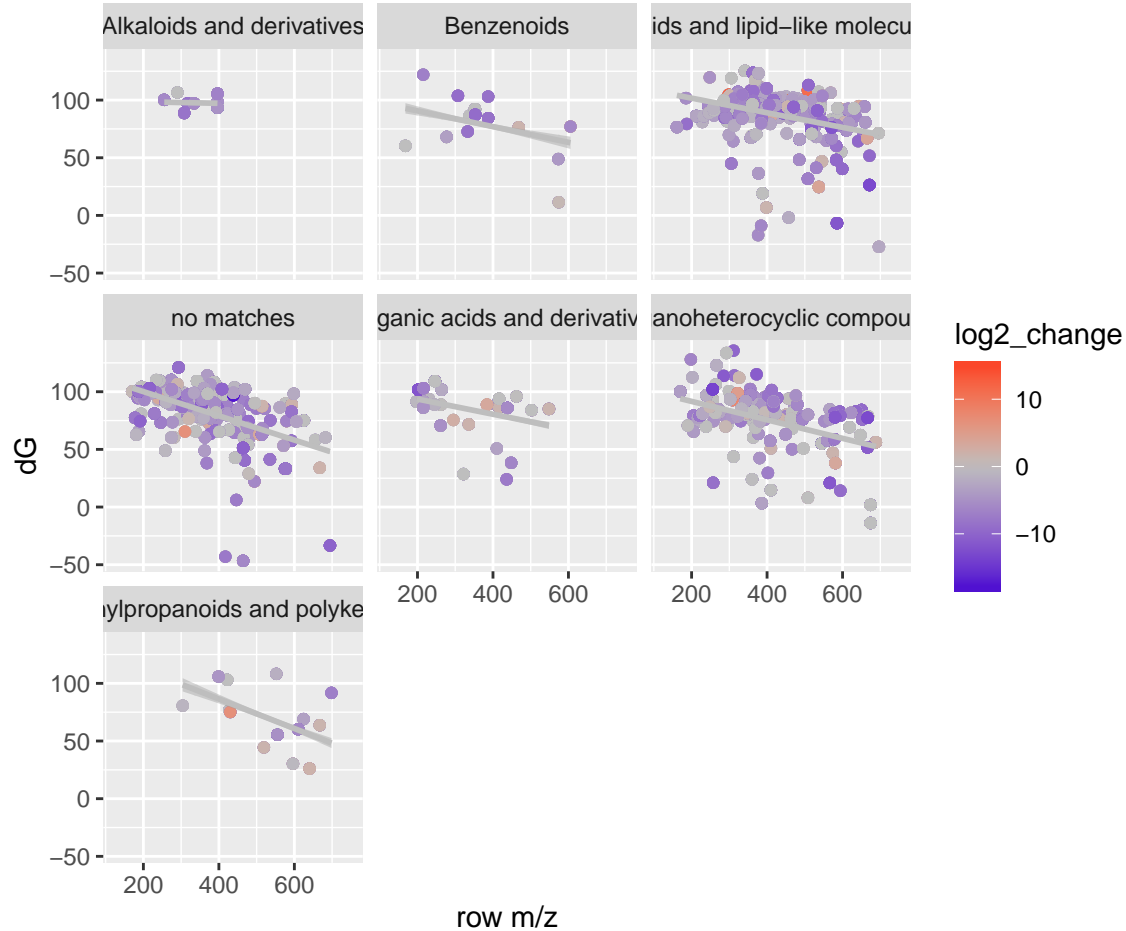 Alkaloids and derivatives
Benzenoids
ids and lipid−like molecu
100
50
0
−50
no matches
ganic acids and derivativ
anoheterocyclic compou
100
50
0
−50
200 400 600
200 400 600
ylpropanoids and polyke
100
50
0
−50
200 400 600
row m/z
dG
log2_change
10
0
−10